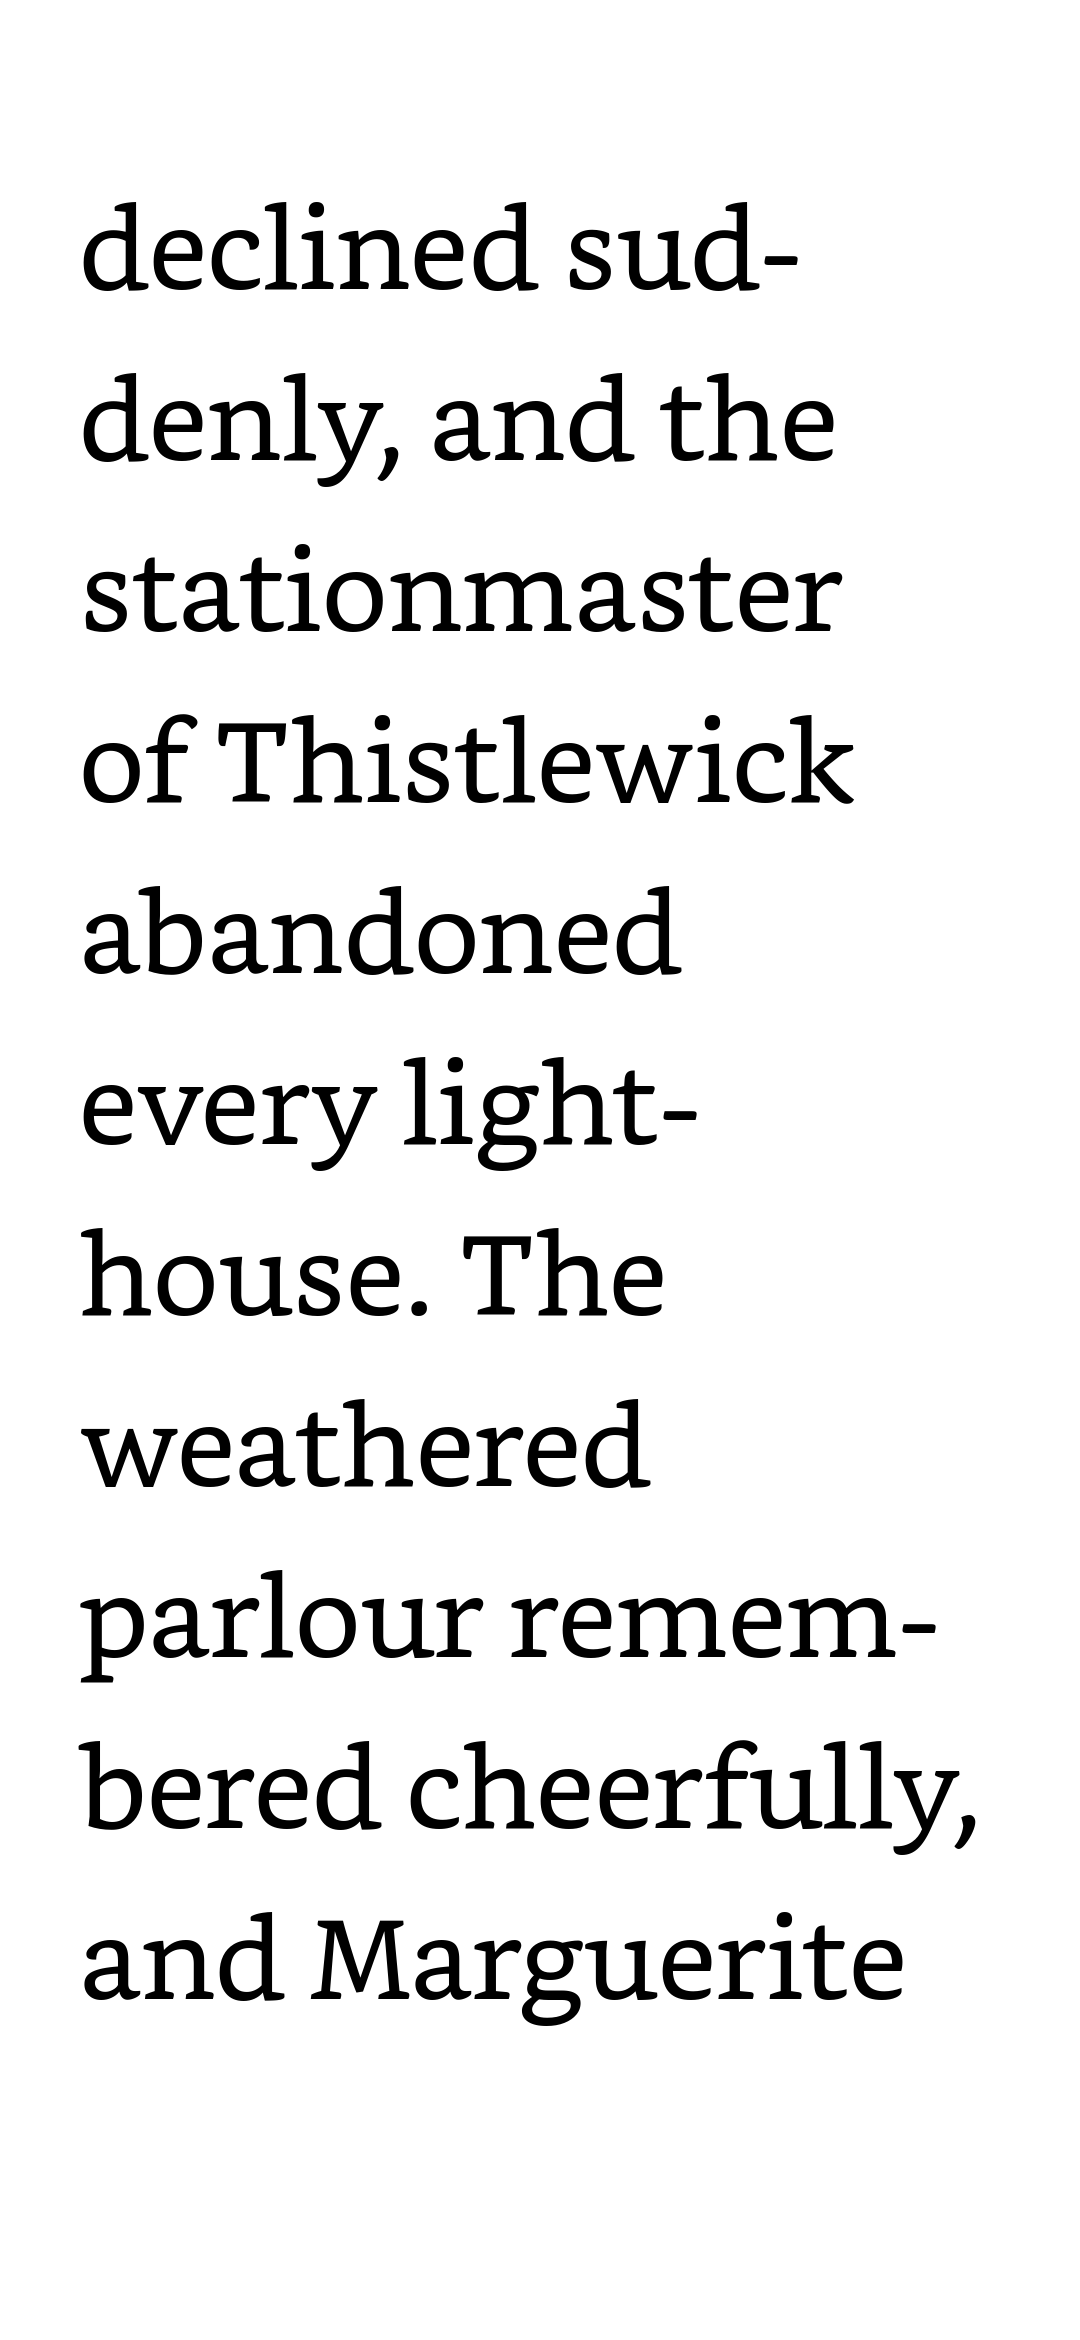 declined sud-
denly, and the
stationmaster
of Thistlewick
abandoned
every light-
house. The
weathered
parlour remem-
bered cheerfully,
and Marguerite